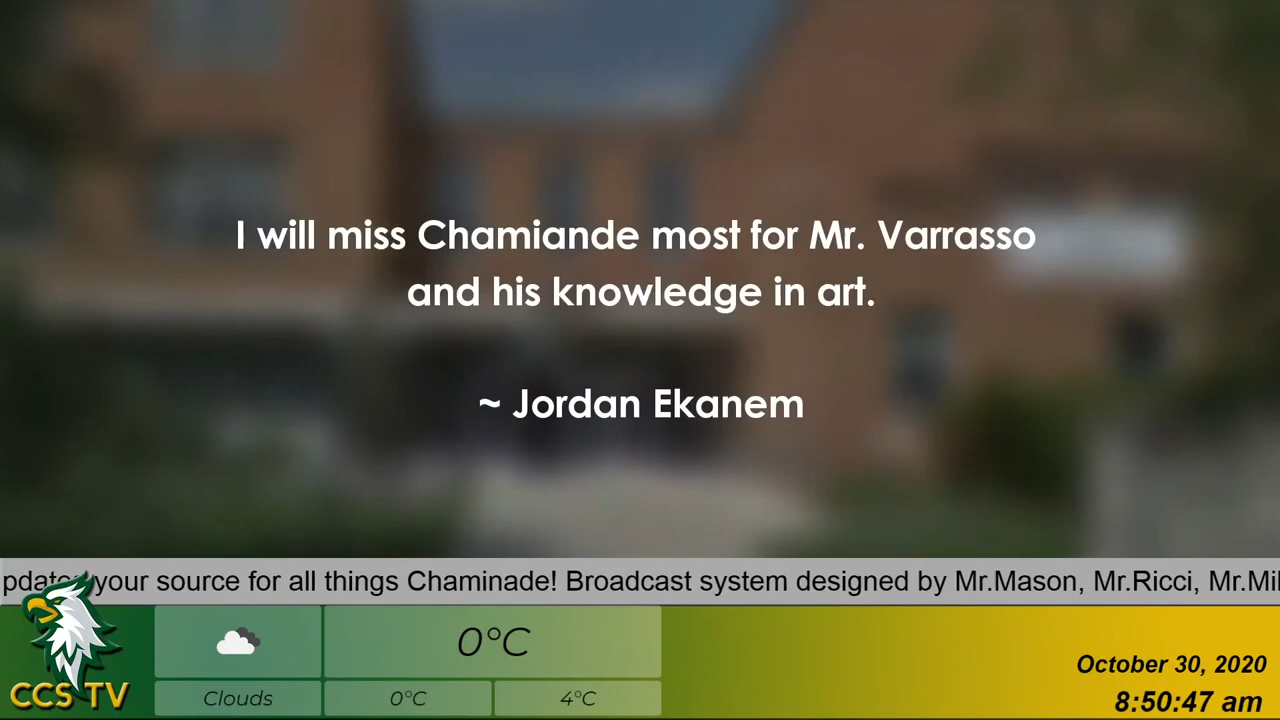 I will miss Chamiande most for Mr. Varrasso
and his knowledge in art.
~ Jordan Ekanem
your source for all things Chaminade! Broadcast system designed by Mr.Mason, Mr.Ricci,
0°C
Clouds
0°C
4°C
CCS TV
October 30, 2020
8:50:47 am